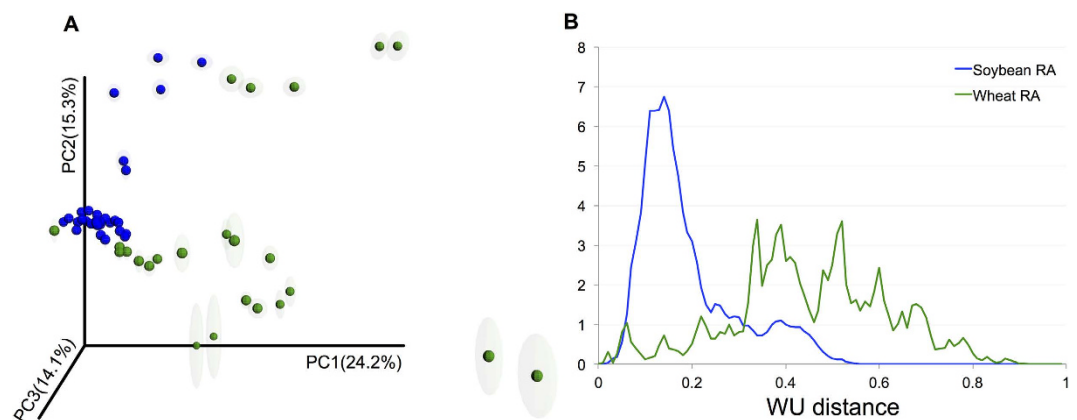 A
PC2(15.3%)
PC1(24.2%)
PC3(14.1%)
B
8
7
6
5
4
3
2
1
0
Soybean RA
Wheat RA
0 0.2 0.4 0.6 0.8 1
WU distance